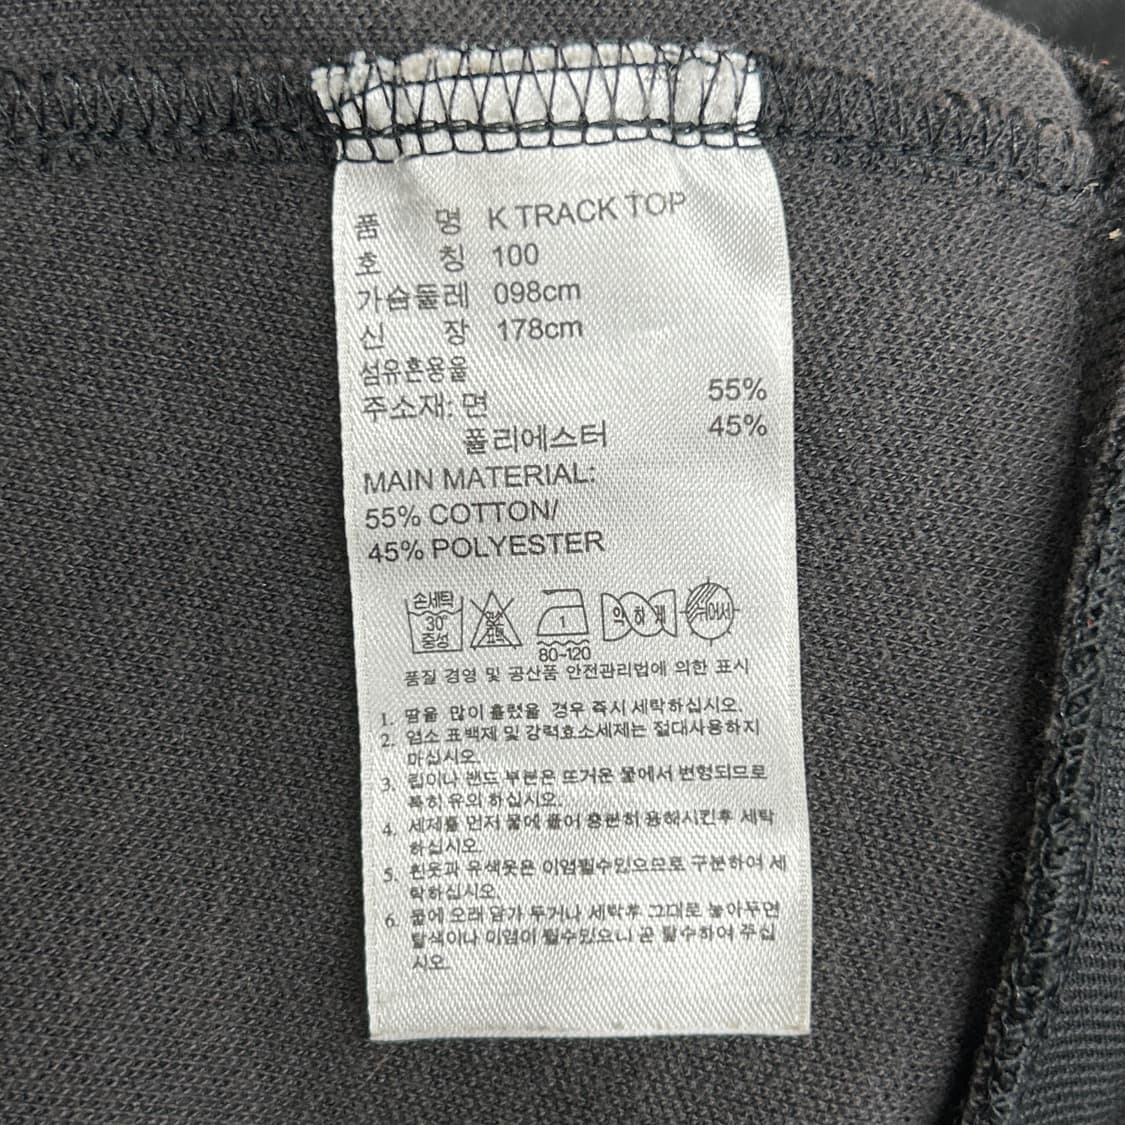 품 명 K TRACK TOP
호 칭 100
가슴둘레 098cm
신 장 178cm
섬유혼용율
주소재: 면 55%
폴리에스터 45%
MAIN MATERIAL:
55% COTTON/
45% POLYESTER
손세탁 30° 중성 염소 표백 1 80~120 약하게 뉘어서
품질 경영 및 공산품 안전관리법에 의한 표시
1. 땀을 많이 흘렸을 경우 즉시 세탁하십시오.
2. 염소 표백제 및 강력효소세제는 절대사용하지
마십시오.
3. 립이나 밴드 부분은 뜨거운 물에서 변형되므로
특히 유의 하십시오.
4. 세제를 먼저 물에 풀어 충분히 용해시킨후 세탁
하십시오.
5. 흰옷과 유색옷은 이염될수있으므로 구분하여 세
탁하십시오.
6. 물에 오래 담가 두거나 세탁후 그대로 놓아두면
탈색이나 이염이 될수있으니 곧 탈수하여 주십
시오.